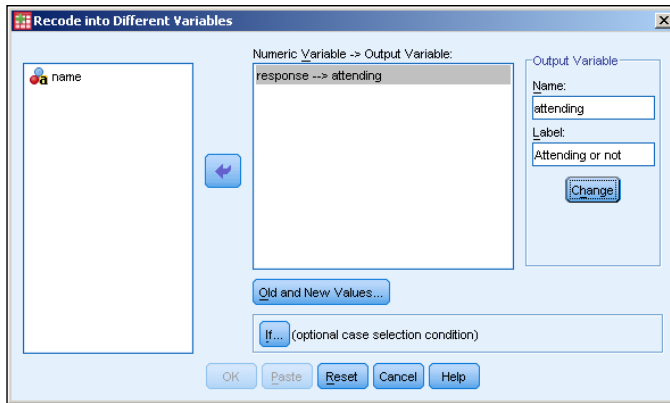 Recode into Different Variables
name
Numeric Variable -> Output Variable:
response --> attending
Output Variable
Name:
attending
Label:
Attending or not
Change
Old and New Values...
If... (optional case selection condition)
OK Paste Reset Cancel Help